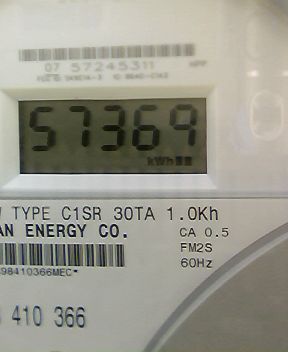 07 57245311
57369
kWh
TYPE C1SR 30TA 1.0Kh
AN ENERGY CO.
CA 0.5
FM2S
60Hz
98410366MEC*
410 366